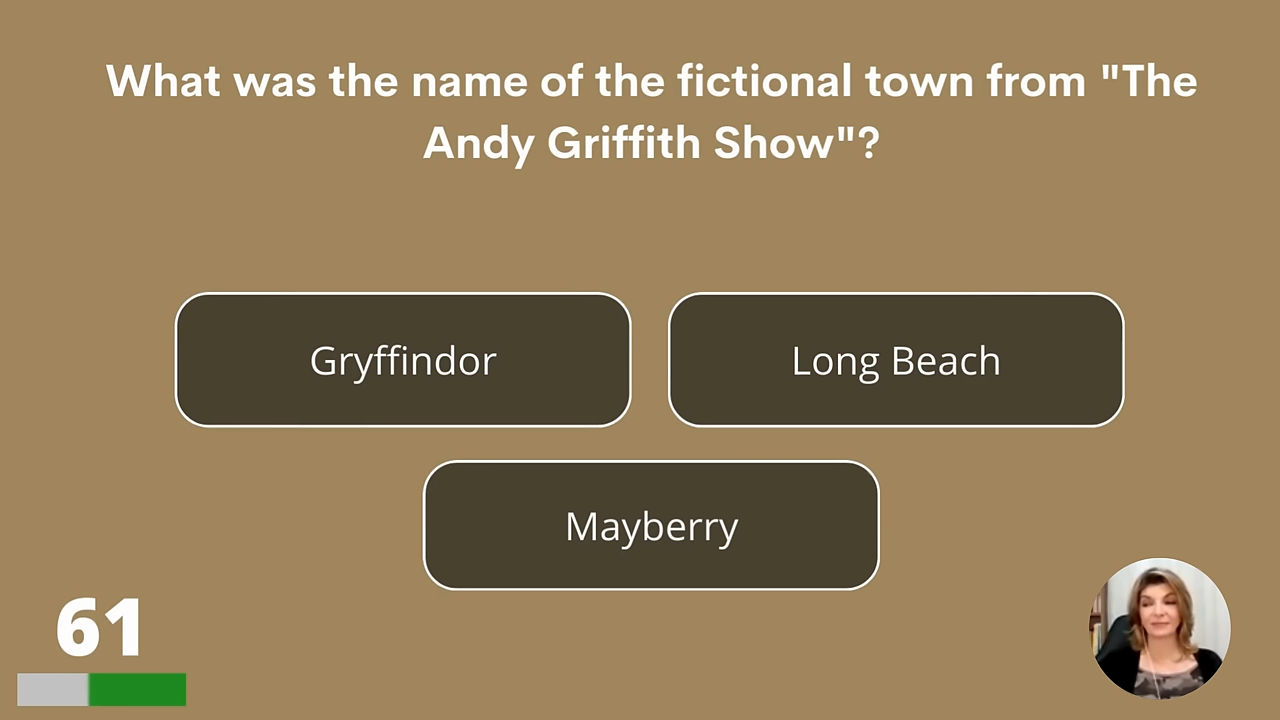 What was the name of the fictional town from "The
Andy Griffith Show"?
Gryffindor
Long Beach
Mayberry
61